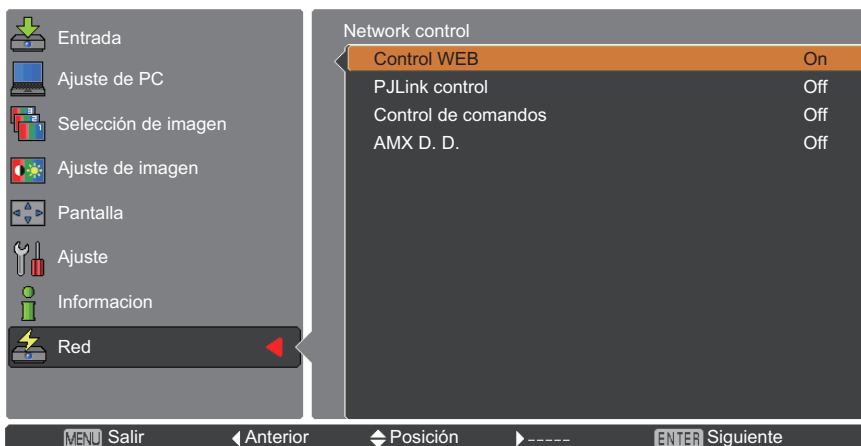 Entrada
Ajuste de PC
Selección de imagen
Ajuste de imagen
Pantalla
Ajuste
Informacion
Red
Network control
Control WEB On
PJLink control Off
Control de comandos Off
AMX D. D. Off
MENU Salir Anterior Posición ----- ENTER Siguiente